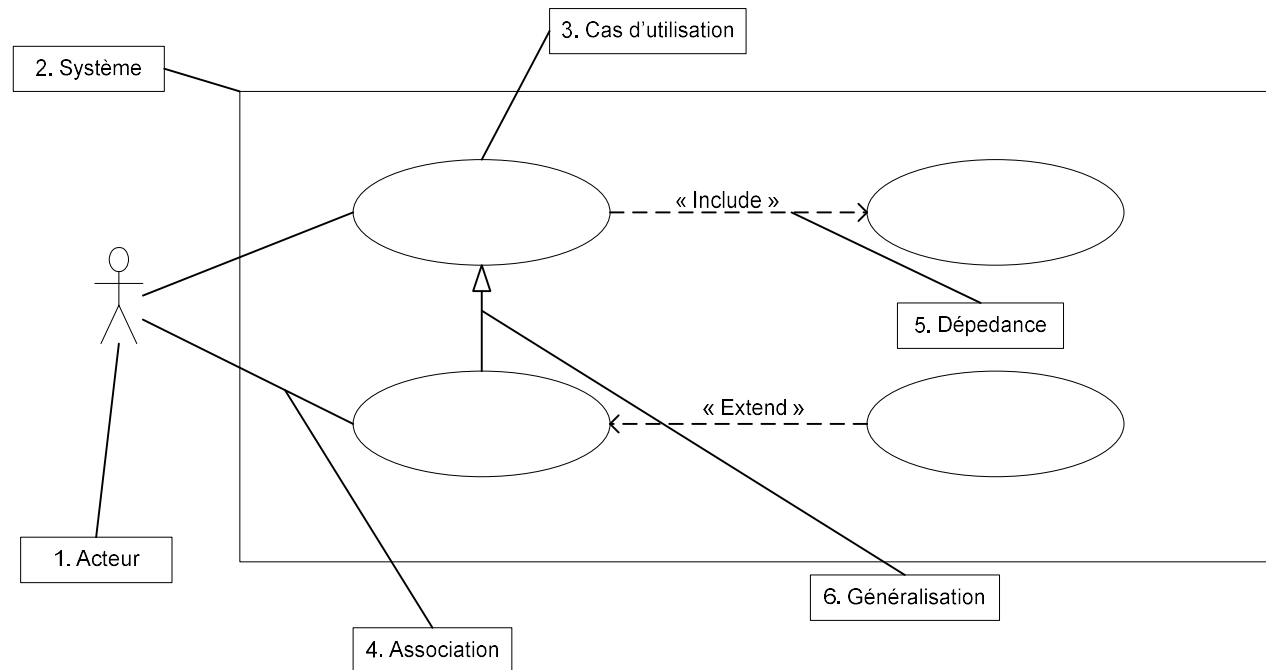 3. Cas d'utilisation
2. Système
« Include »
5. Dépedance
« Extend »
1. Acteur
6. Généralisation
4. Association